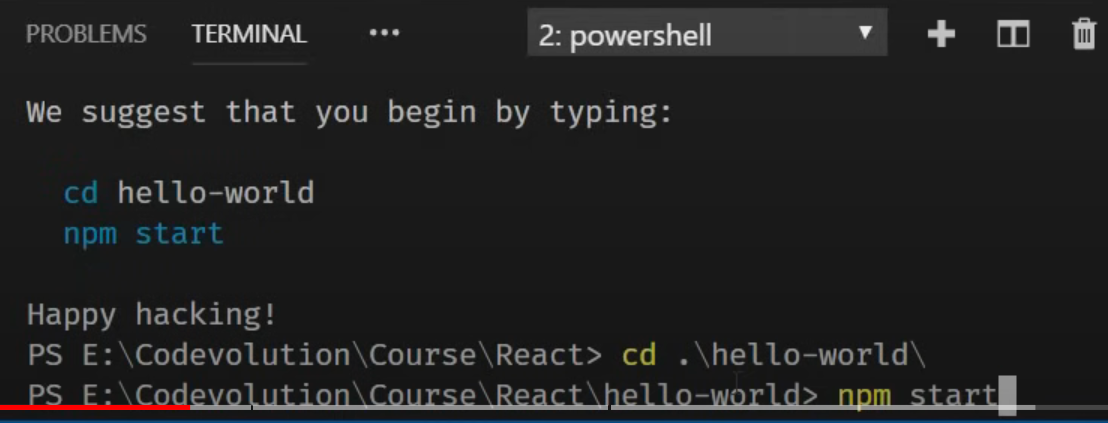 PROBLEMS TERMINAL ••• 2: powershell
We suggest that you begin by typing:
cd hello-world
npm start
Happy hacking!
PS E:\Codevolution\Course\React> cd .\hello-world\
PS E:\Codevolution\Course\React\hello-world> npm start